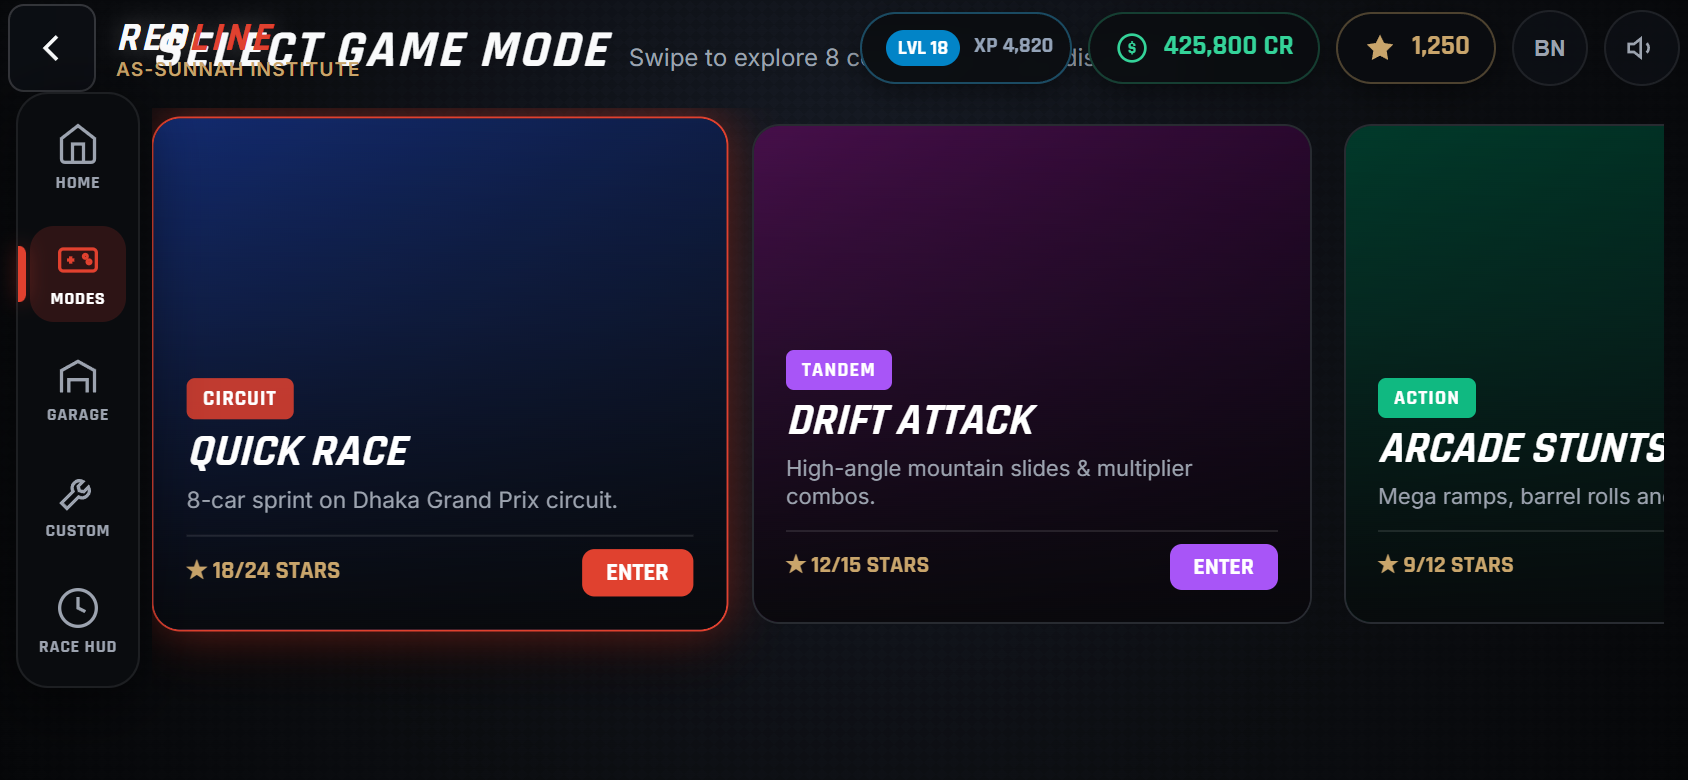 REDLINE
AS-SUNNAH INSTITUTE
SELECT GAME MODE
Swipe to explore 8
LVL 18 XP 4,820
425,800 CR
1,250
BN
HOME
MODES
GARAGE
CUSTOM
RACE HUD
CIRCUIT
QUICK RACE
8-car sprint on Dhaka Grand Prix circuit.
★ 18/24 STARS
ENTER
TANDEM
DRIFT ATTACK
High-angle mountain slides & multiplier
combos.
★ 12/15 STARS
ENTER
ACTION
ARCADE STUNTS
Mega ramps, barrel rolls
★ 9/12 STARS